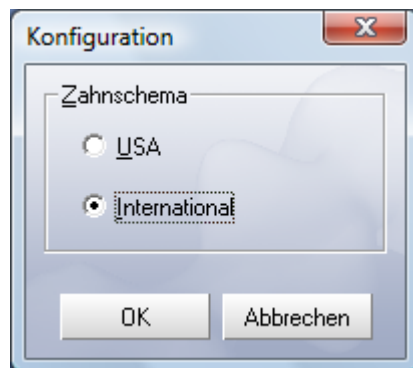 Konfiguration
Zahnschema
USA
International
OK Abbrechen